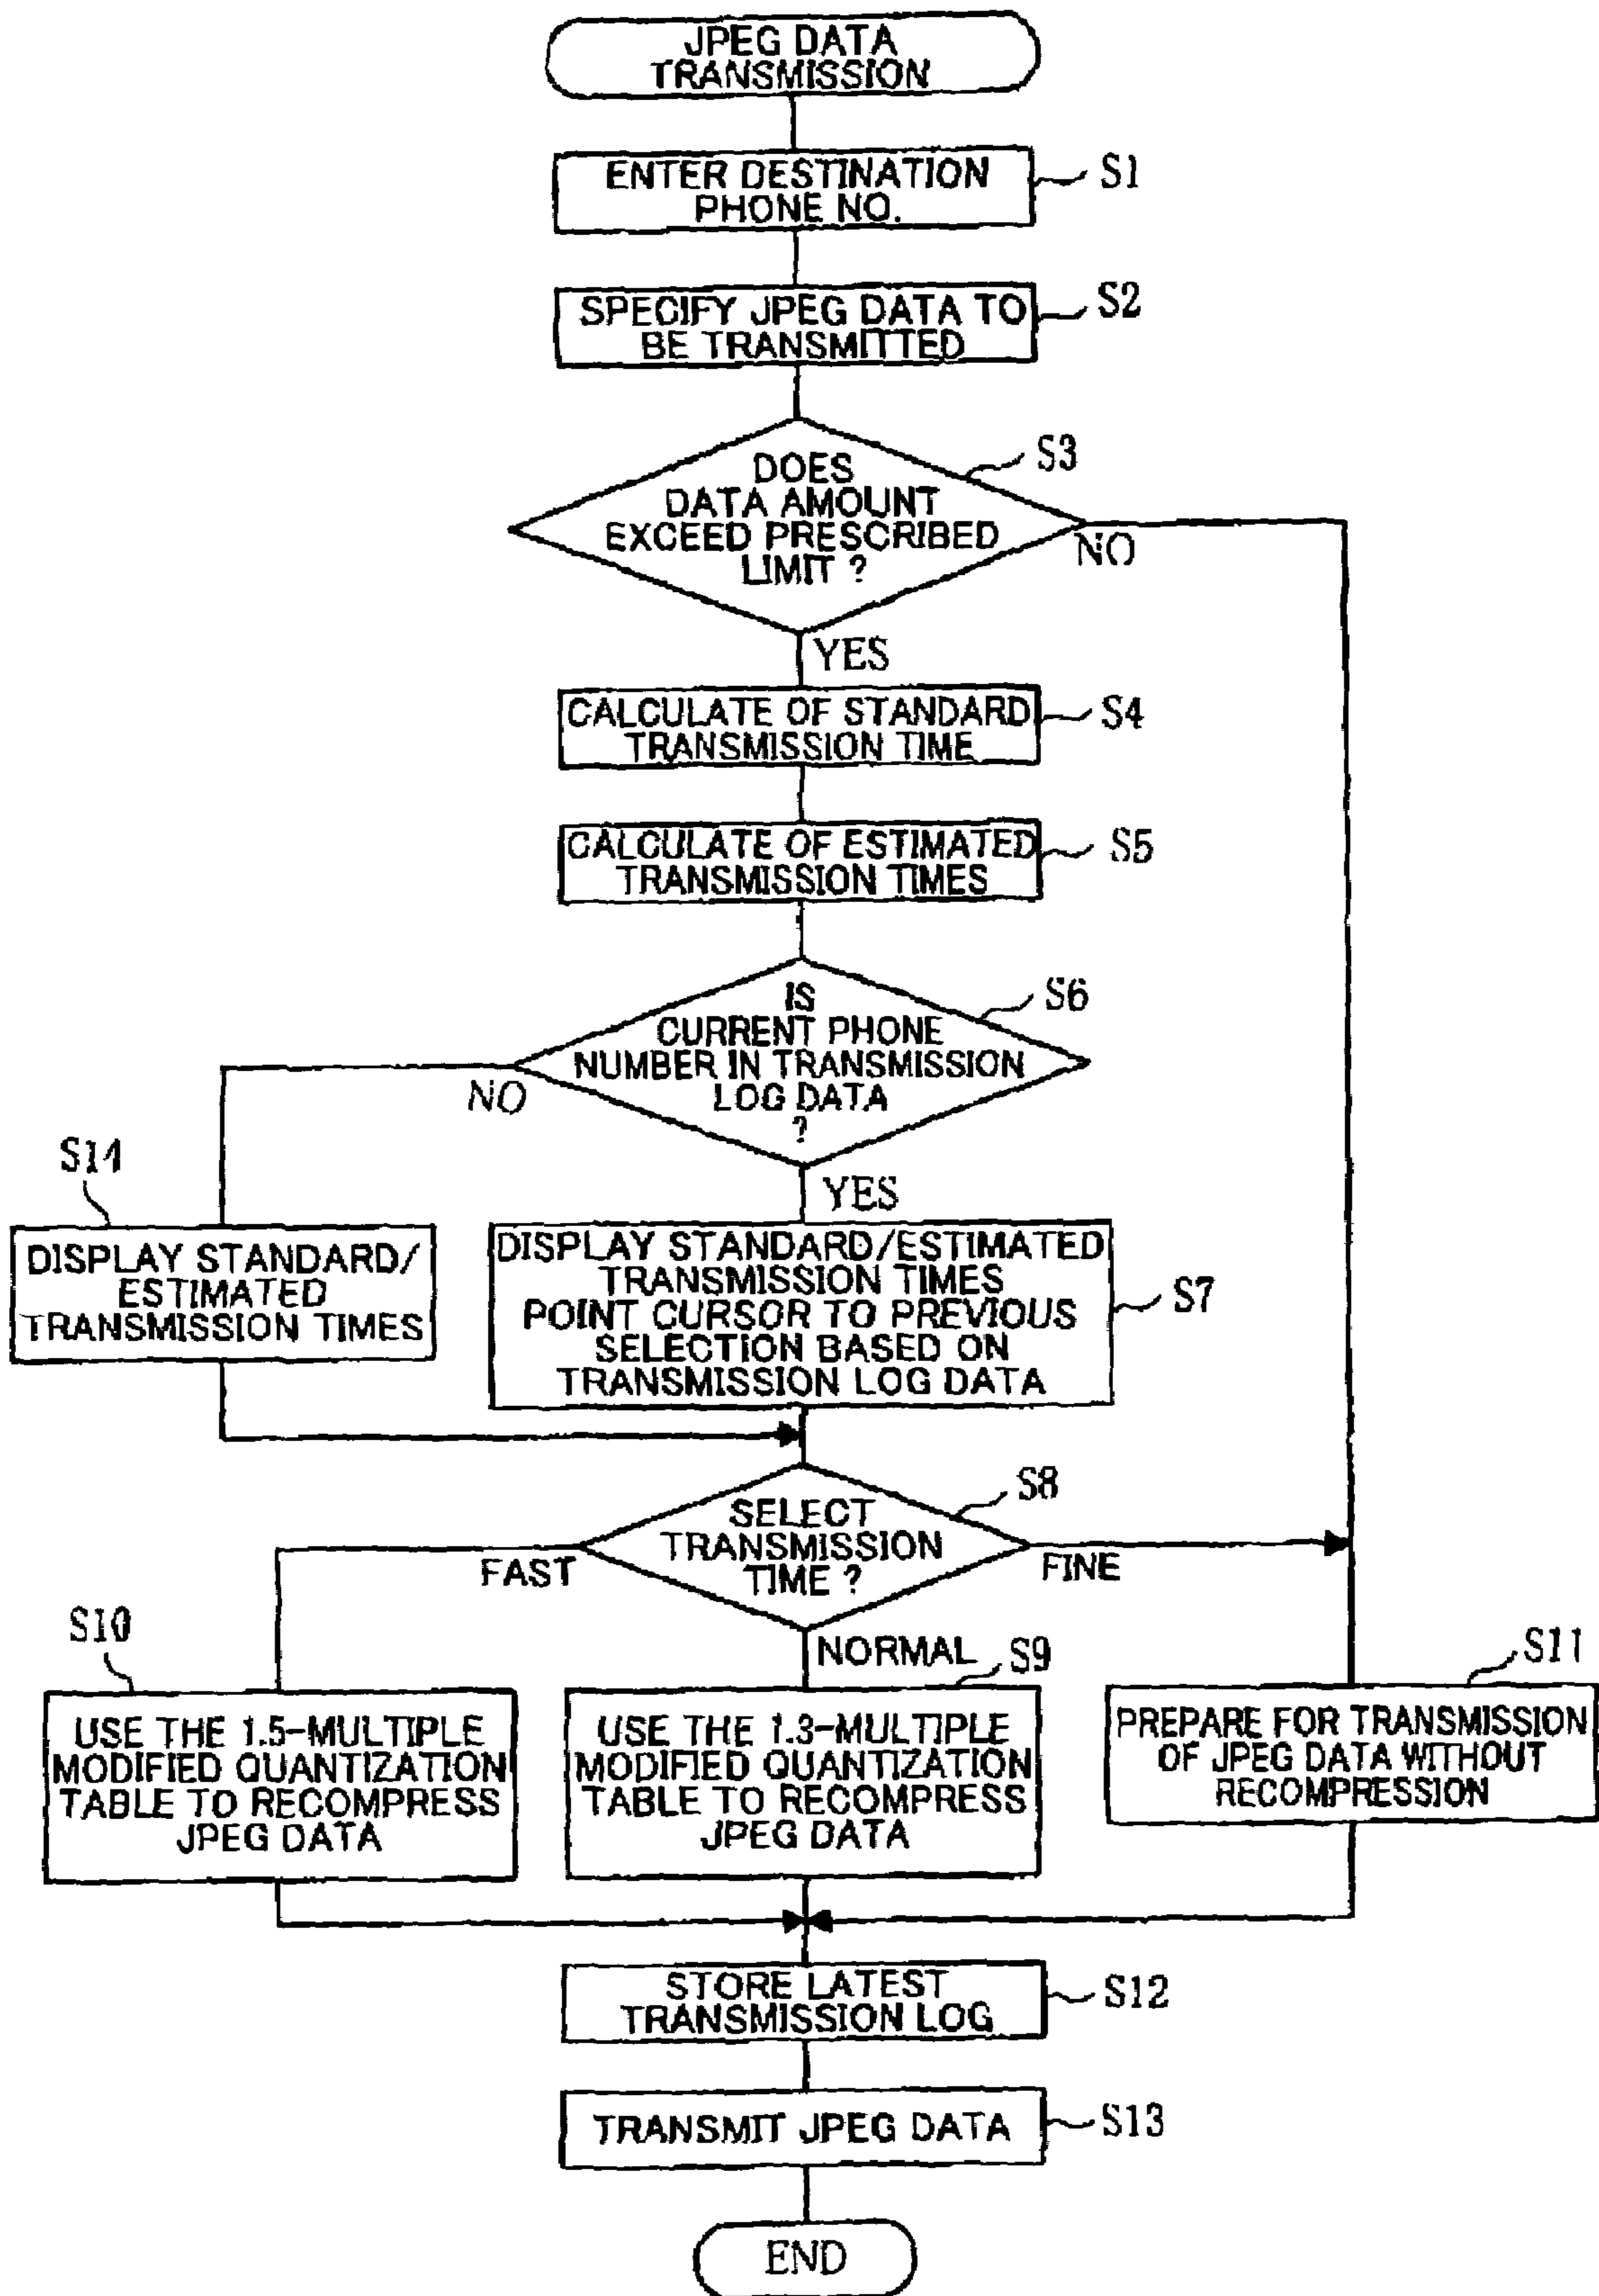 JPEG DATA
TRANSMISSION
ENTER DESTINATION
PHONE NO.
S1
SPECIFY JPEG DATA TO
BE TRANSMITTED
S2
DOES
DATA AMOUNT
EXCEED PRESCRIBED
LIMIT ?
S3
NO
YES
CALCULATE OF STANDARD
TRANSMISSION TIME
S4
CALCULATE OF ESTIMATED
TRANSMISSION TIMES
S5
IS
CURRENT PHONE
NUMBER IN TRANSMISSION
LOG DATA
?
S6
NO
YES
S14
DISPLAY STANDARD/
ESTIMATED
TRANSMISSION TIMES
DISPLAY STANDARD/ESTIMATED
TRANSMISSION TIMES
POINT CURSOR TO PREVIOUS
SELECTION BASED ON
TRANSMISSION LOG DATA
S7
SELECT
TRANSMISSION
TIME ?
S8
FAST
FINE
NORMAL
S10
USE THE 1.5-MULTIPLE
MODIFIED QUANTIZATION
TABLE TO RECOMPRESS
JPEG DATA
S9
USE THE 1.3-MULTIPLE
MODIFIED QUANTIZATION
TABLE TO RECOMPRESS
JPEG DATA
S11
PREPARE FOR TRANSMISSION
OF JPEG DATA WITHOUT
RECOMPRESSION
STORE LATEST
TRANSMISSION LOG
S12
TRANSMIT JPEG DATA
S13
END